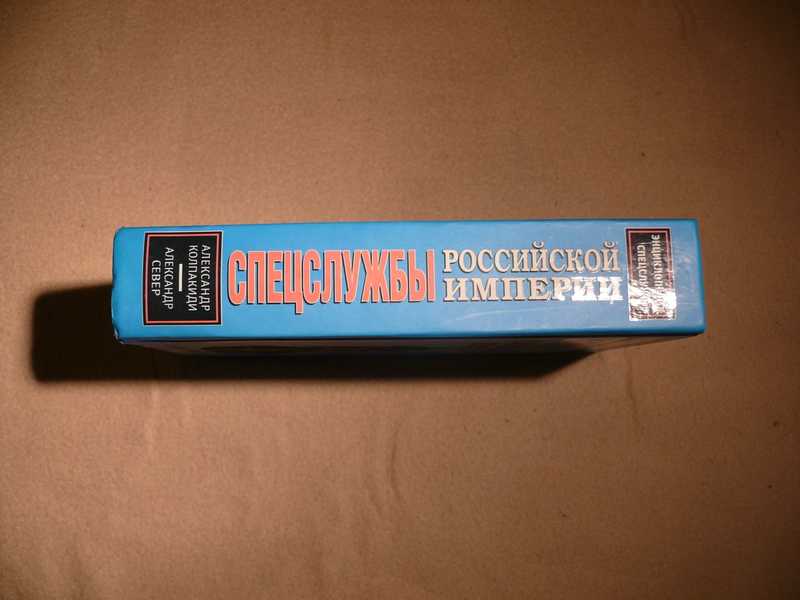 АЛЕКСАНДР
КОЛПАКИДИ
АЛЕКСАНДР
СЕВЕР
СПЕЦСЛУЖБЫ
РОССИЙСКОЙ
ИМПЕРИИ